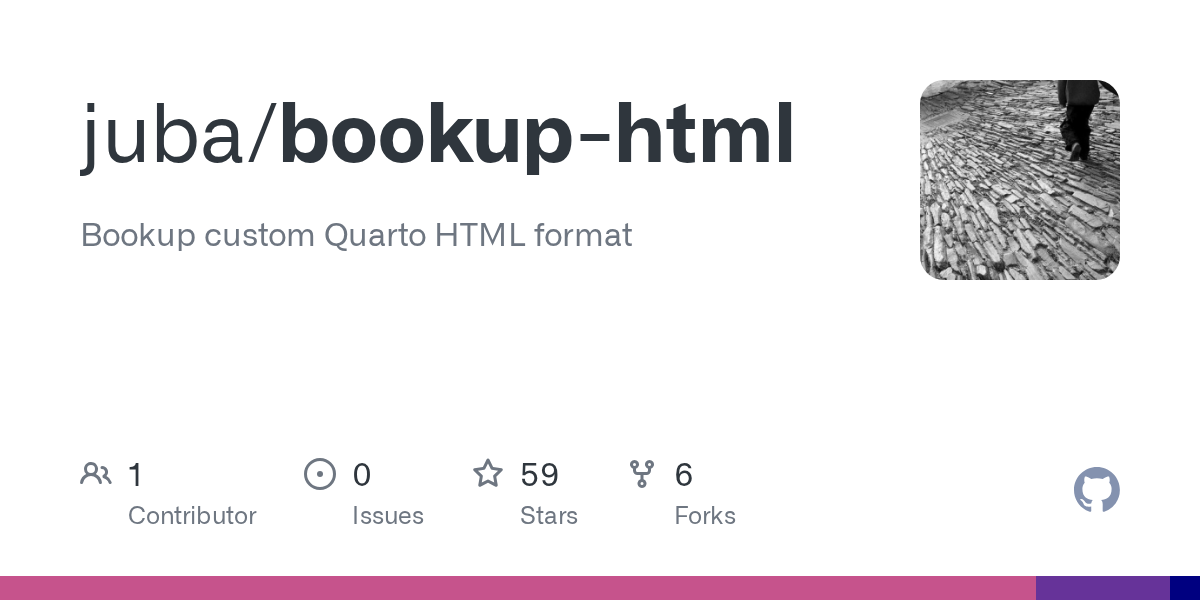 juba/bookup-html
Bookup custom Quarto HTML format
1
Contributor
0
Issues
59
Stars
6
Forks